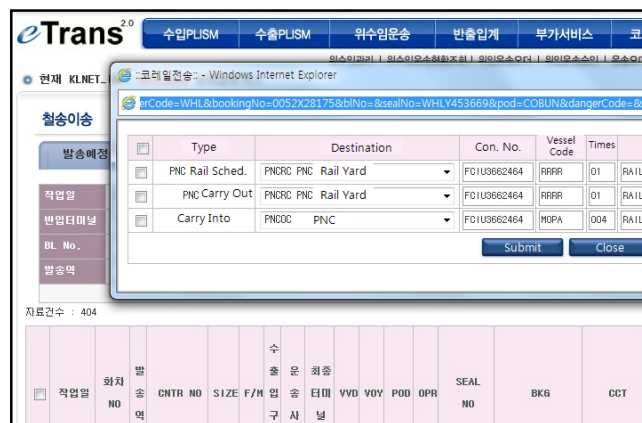 eTrans 2.0
수입PLISM 수출PLISM 위수임운송 반출입계 부가서비스 코
현재 KLNET_
::코레일전송:: - Windows Internet Explorer
erCode=WHL&bookingNo=0052X28175&blNo=&sealNo=WHLY453669&pod=COBUN&dangerCode=&
철송이송
발송예정
Type Destination Con. No. Vessel Code Times
PNC Rail Sched. PNCRC PNC Rail Yard FCIU3662464 RRRR 01 RAIL
PNC Carry Out PNCRC PNC Rail Yard FCIU3662464 RRRR 01 RAIL
Carry Into PNCOC PNC FCIU3662464 MOPA 004 RAIL
Submit Close
작업일
반입터미널
BL No.
발송역
자료건수 : 404
작업일 화차 NO 발송역 CNTR NO SIZE F/M 수출입구 운송사 최종터미널 VVD VOY POD OPR SEAL NO BKG CCT